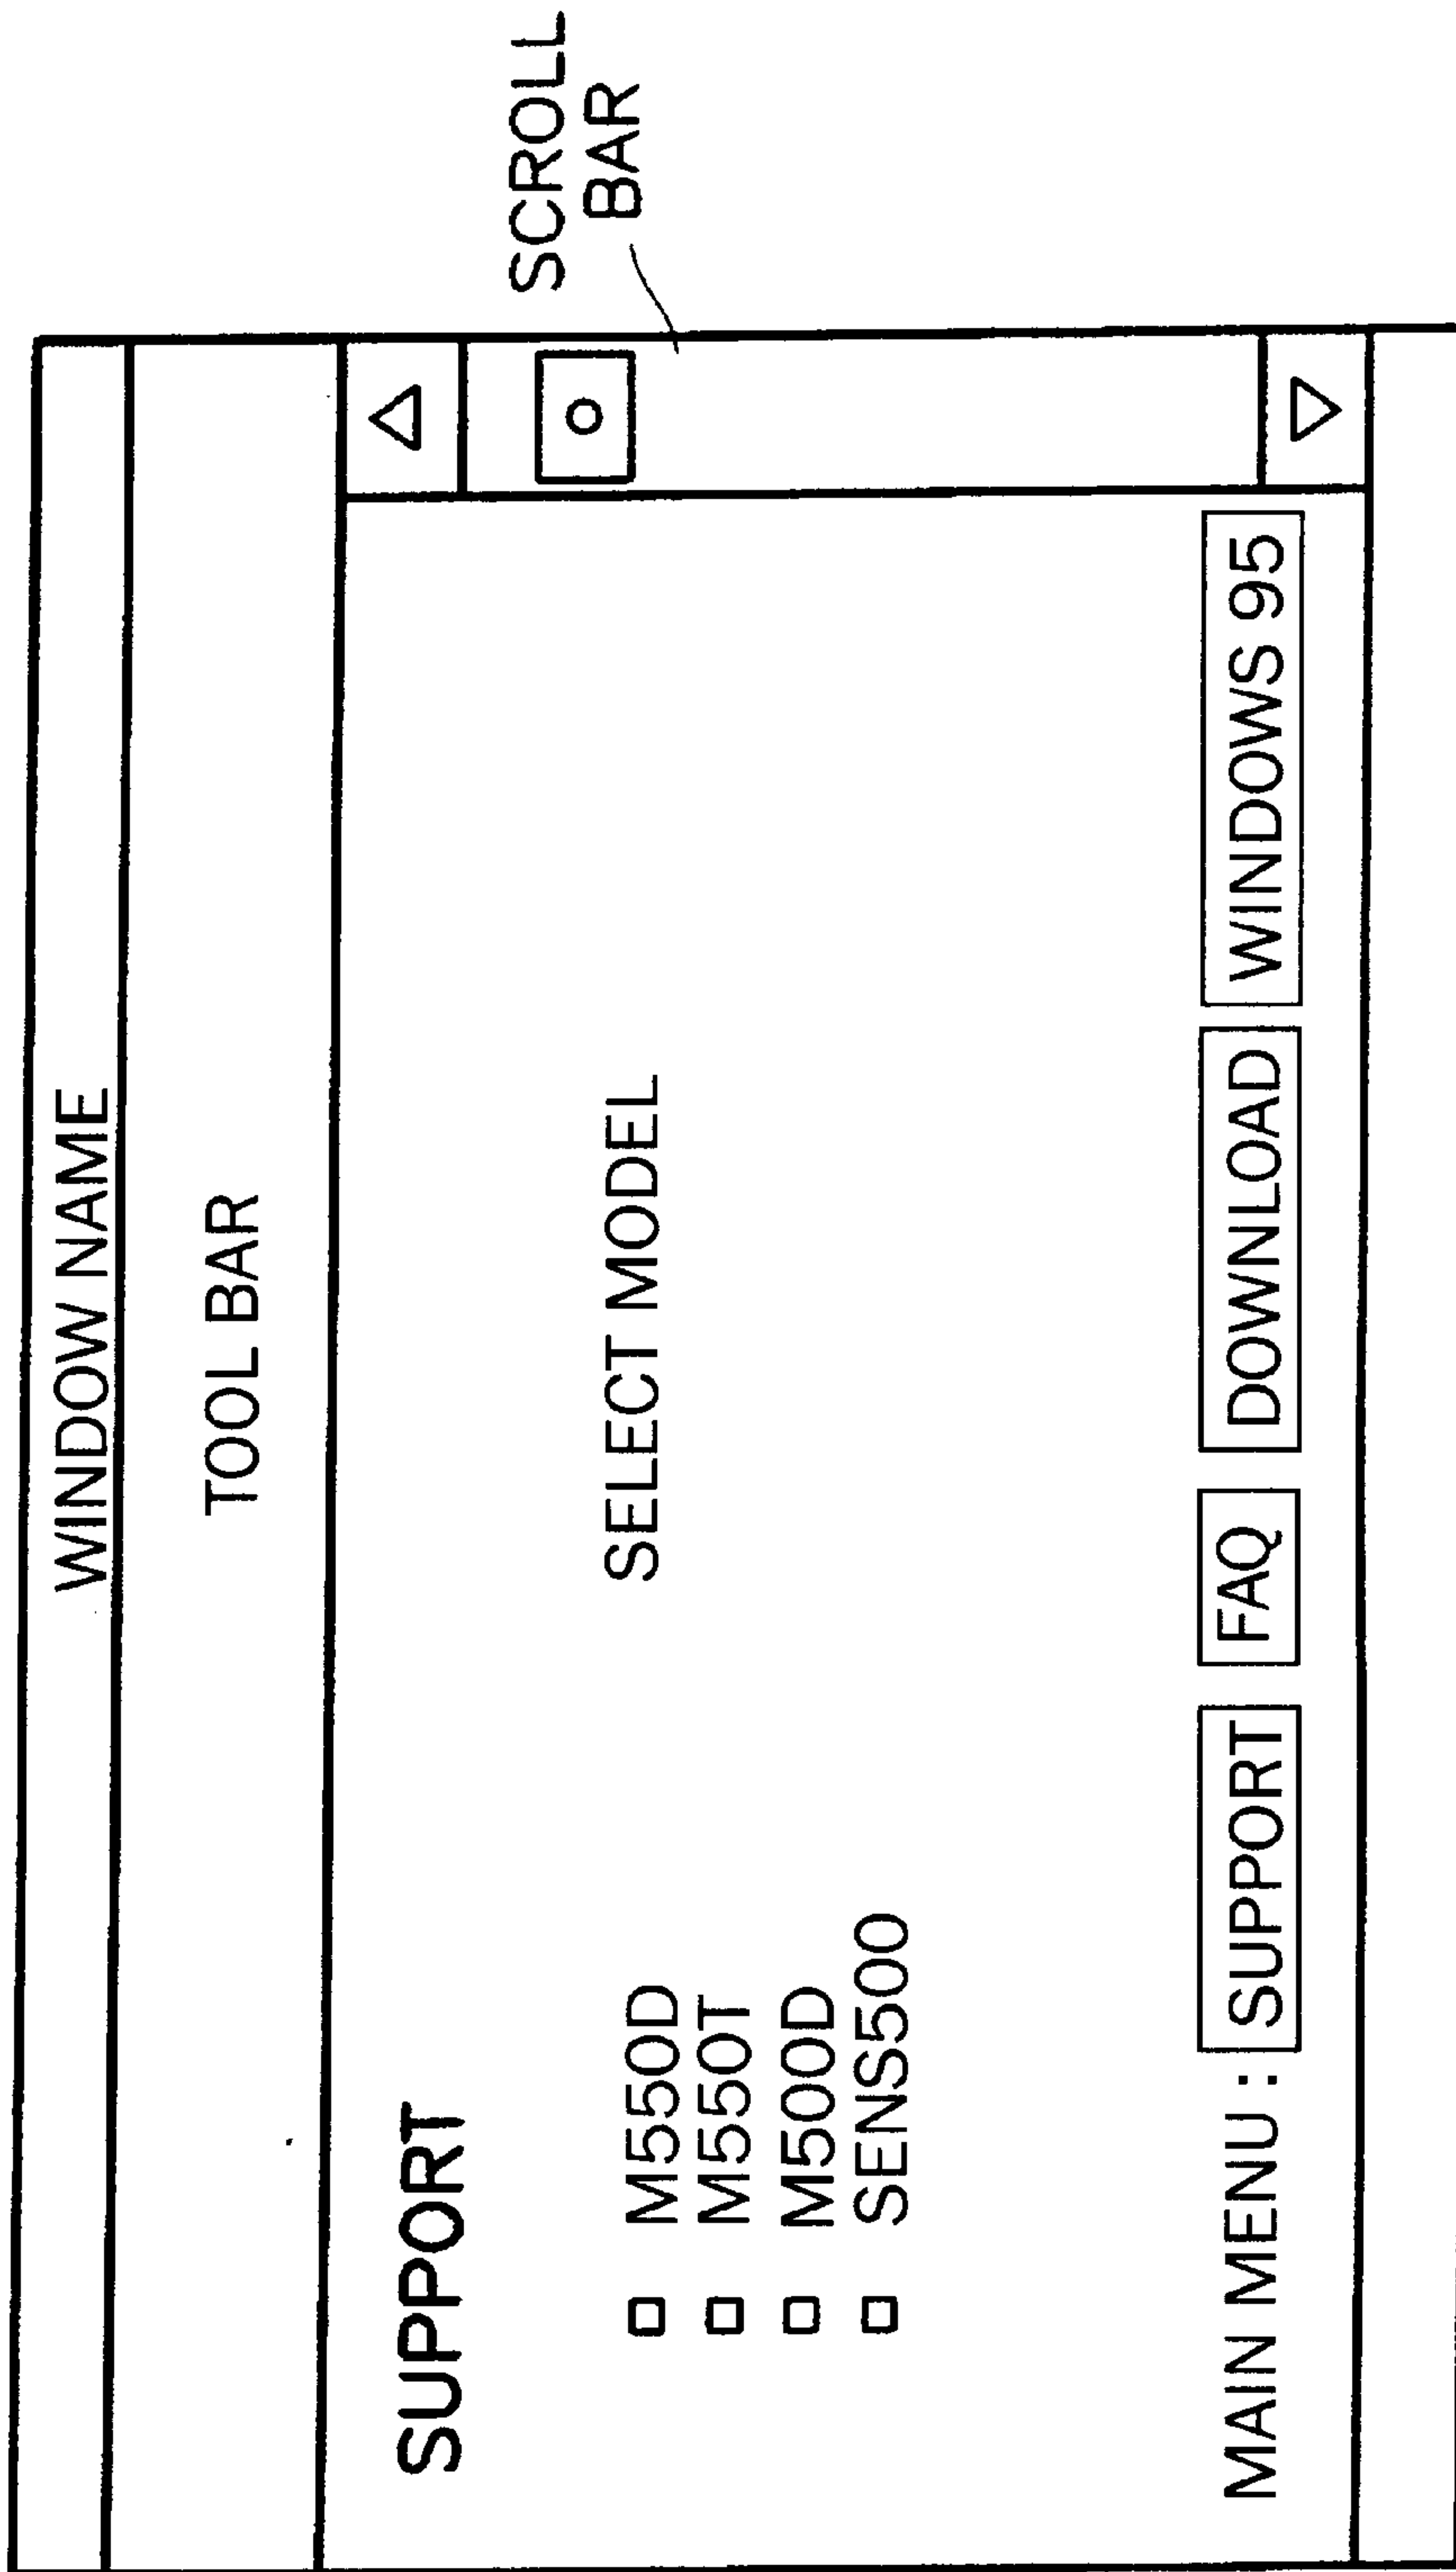 WINDOW NAME
TOOL BAR
SCROLL
BAR
SUPPORT
SELECT MODEL
M550D
M550T
M500D
SENS500
MAIN MENU : SUPPORT FAQ DOWNLOAD WINDOWS 95